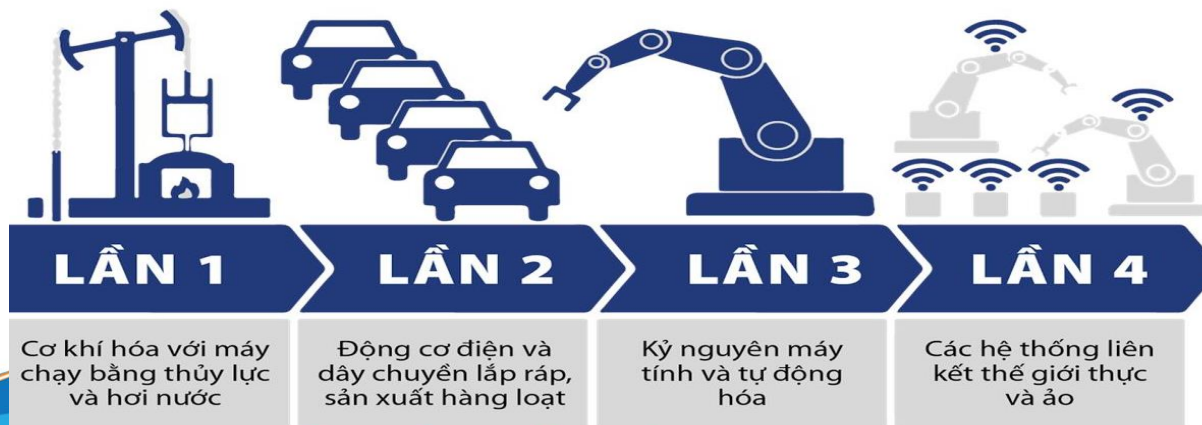 LẦN 1
LẦN 2
LẦN 3
LẦN 4
Cơ khí hóa với máy
chạy bằng thủy lực
và hơi nước
Động cơ điện và
dây chuyền lắp ráp,
sản xuất hàng loạt
Kỷ nguyên máy
tính và tự động
hóa
Các hệ thống liên
kết thế giới thực
và ảo